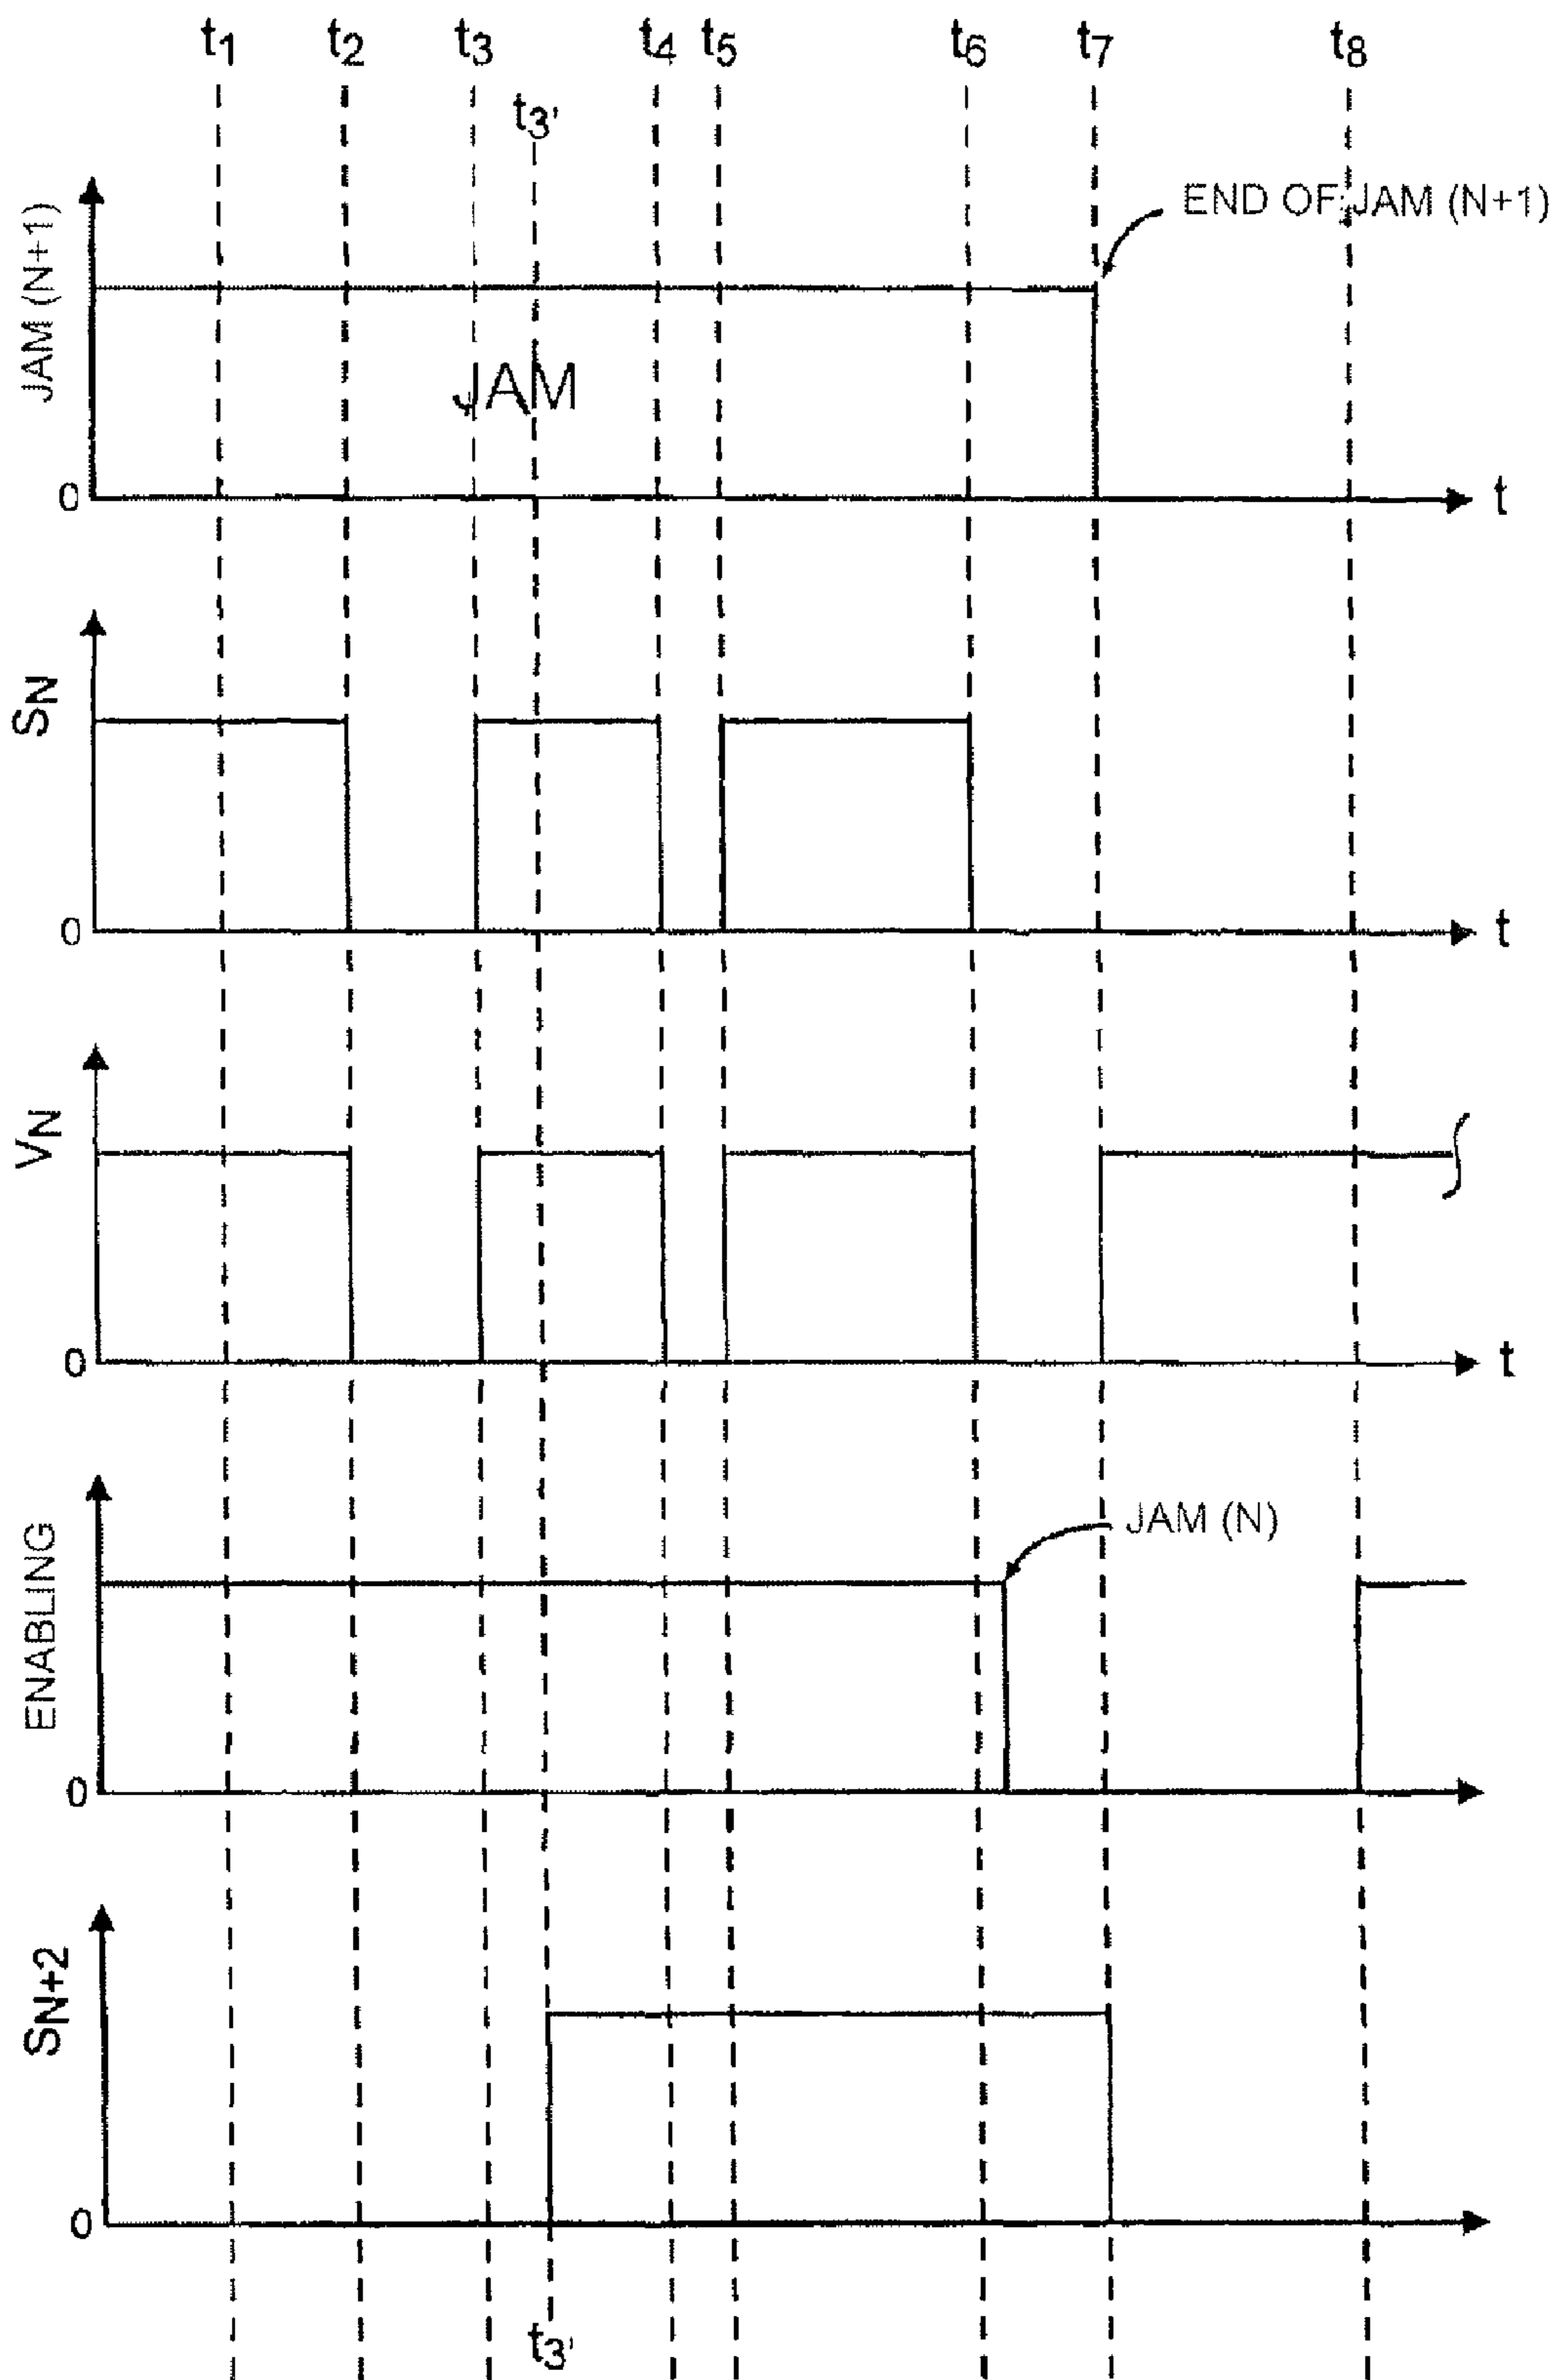 t1 t2 t3 t4 t5 t6 t7 t8
t3'
END OF JAM (N+1)
JAM (N+1)
JAM
0
t
SN
0
t
VN
0
t
JAM (N)
ENABLING
0
SN+2
0
t3'